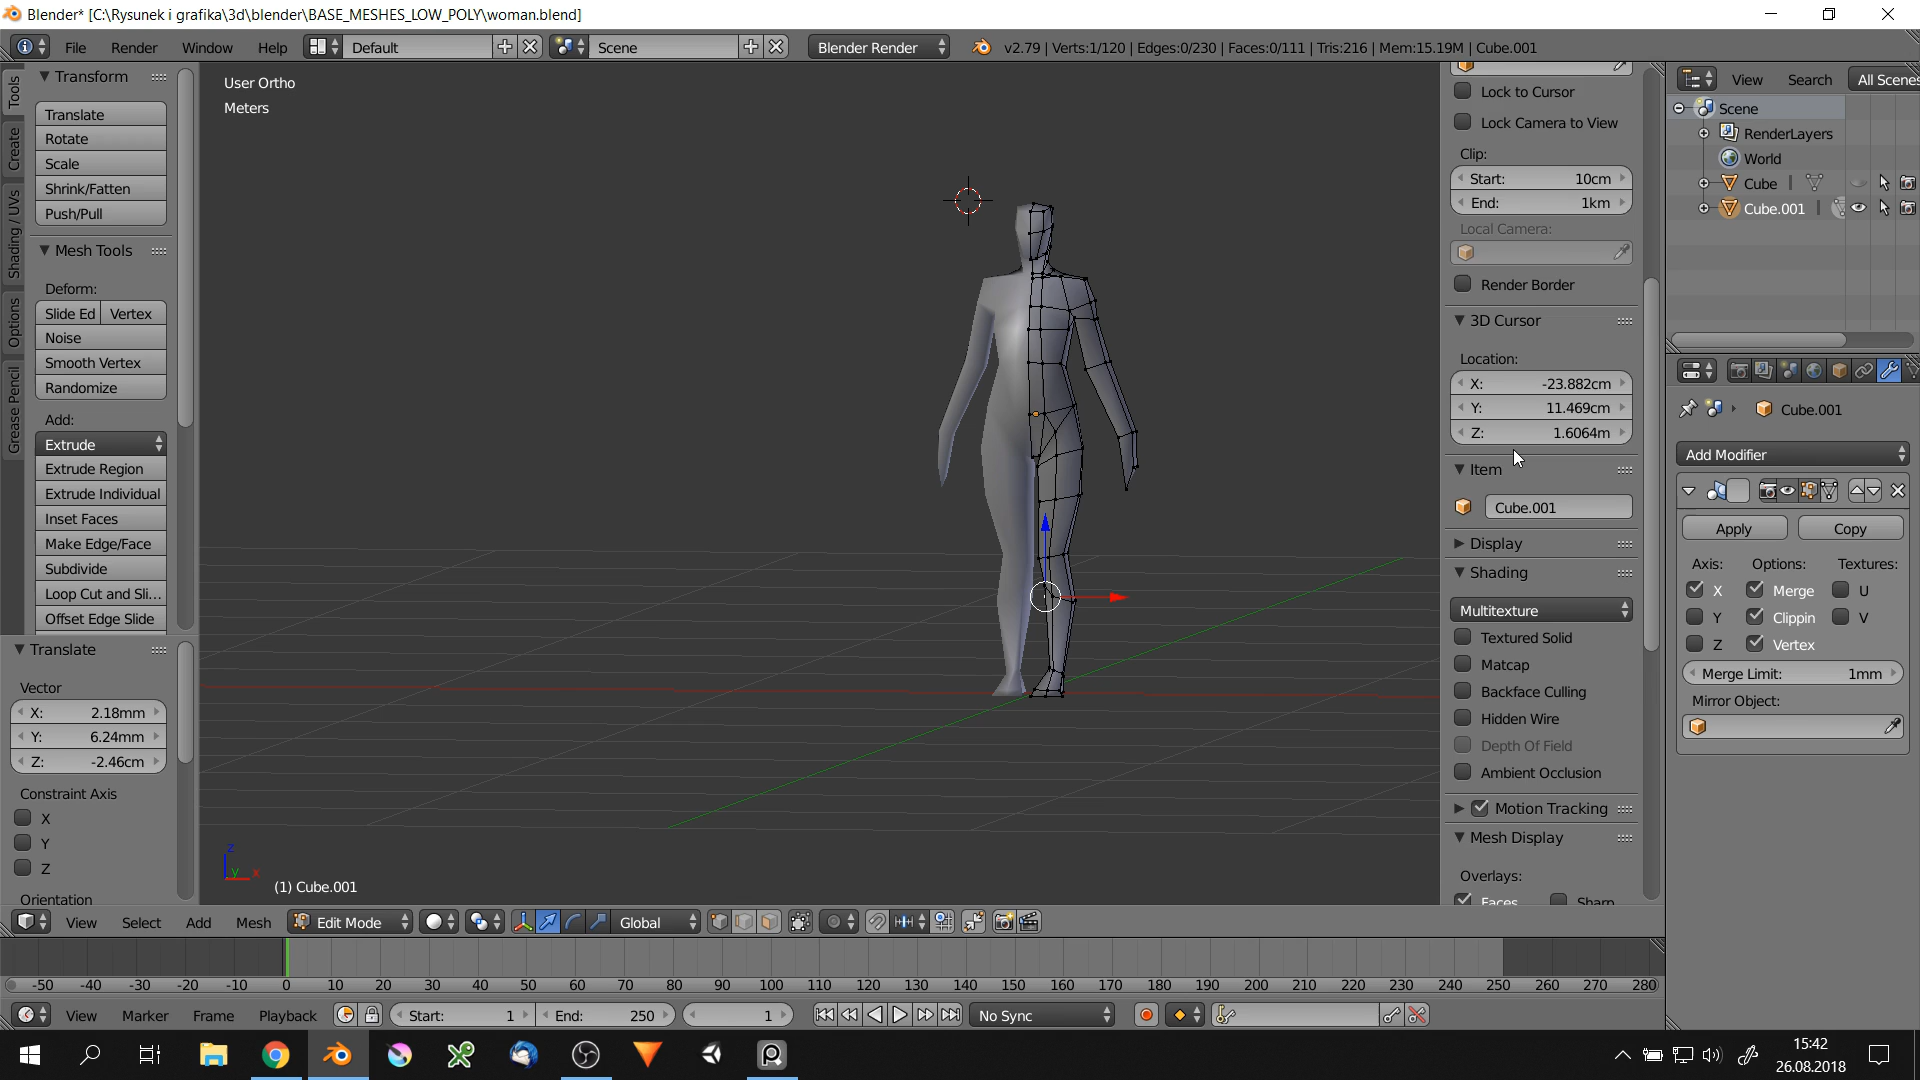 Blender* [C:\Rysunek i grafika\3d\blender\BASE_MESHES_LOW_POLY\woman.blend]
File Render Window Help Default Scene Blender Render v2.79 | Verts:1/120 | Edges:0/230 | Faces:0/111 | Tris:216 | Mem:15.19M | Cube.001
Tools
Create
Shading / UVs
Options
Grease Pencil
Transform
Translate
Rotate
Scale
Shrink/Fatten
Push/Pull
Mesh Tools
Deform:
Slide Ed Vertex
Noise
Smooth Vertex
Randomize
Add:
Extrude
Extrude Region
Extrude Individual
Inset Faces
Make Edge/Face
Subdivide
Loop Cut and Sli...
Offset Edge Slide
Translate
Vector
X: 2.18mm
Y: 6.24mm
Z: -2.46cm
Constraint Axis
X
Y
Z
Orientation
User Ortho
Meters
z
y x
(1) Cube.001
Lock to Cursor
Lock Camera to View
Clip:
Start: 10cm
End: 1km
Local Camera:
Render Border
3D Cursor
Location:
X: -23.882cm
Y: 11.469cm
Z: 1.6064m
Item
Cube.001
Display
Shading
Multitexture
Textured Solid
Matcap
Backface Culling
Hidden Wire
Depth Of Field
Ambient Occlusion
Motion Tracking
Mesh Display
Overlays:
Faces Sharp
View Search All Scenes
Scene
RenderLayers
World
Cube
Cube.001
Cube.001
Add Modifier
Apply Copy
Axis: Options: Textures:
X Merge U
Y Clippin V
Z Vertex
Merge Limit: 1mm
Mirror Object:
View Select Add Mesh Edit Mode Global
-50 -40 -30 -20 -10 0 10 20 30 40 50 60 70 80 90 100 110 120 130 140 150 160 170 180 190 200 210 220 230 240 250 260 270 280
View Marker Frame Playback Start: 1 End: 250 1 No Sync
15:42
26.08.2018